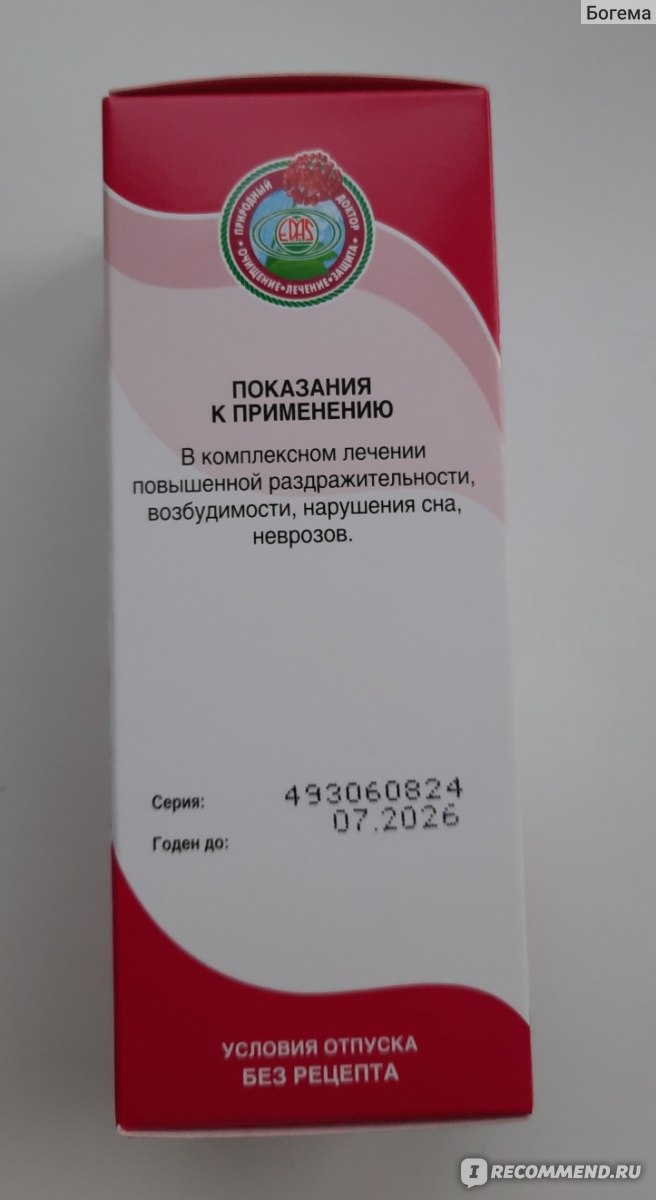 Богема
ПРИРОДНЫЙ ДОКТОР
EDAS
ОЧИЩЕНИЕ•ЛЕЧЕНИЕ•ЗАЩИТА
ПОКАЗАНИЯ
К ПРИМЕНЕНИЮ
В комплексном лечении
повышенной раздражительности,
возбудимости, нарушения сна,
неврозов.
Серия: 493060824
07.2026
Годен до:
УСЛОВИЯ ОТПУСКА
БЕЗ РЕЦЕПТА
IRECOMMEND.RU